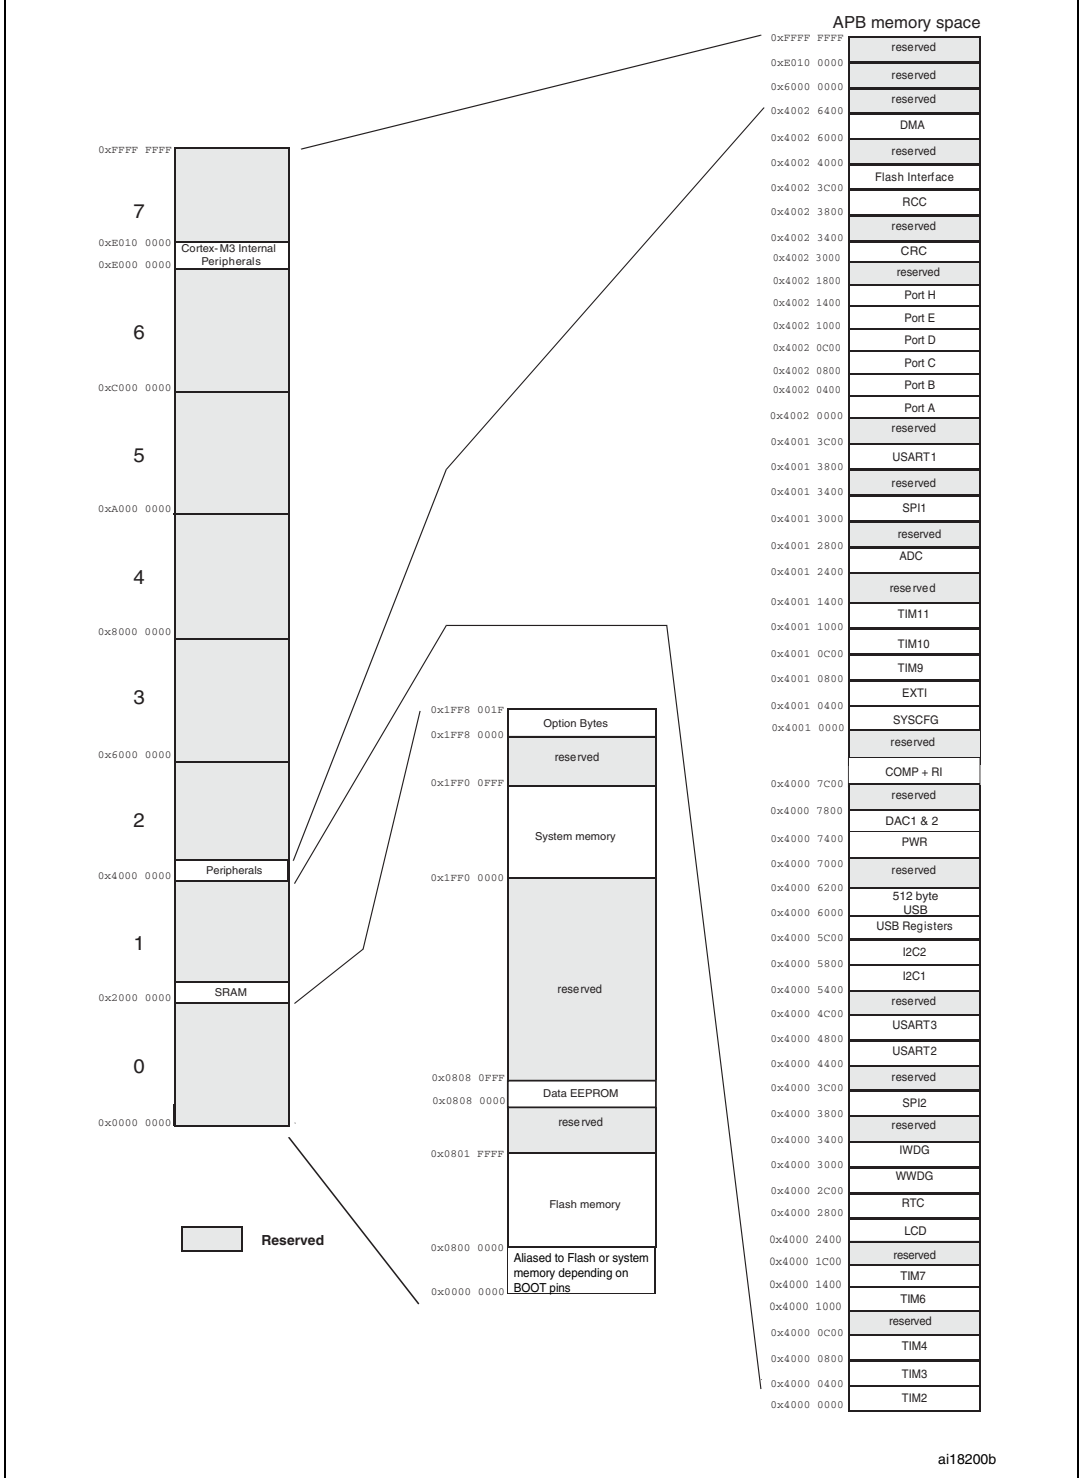 APB memory space
0xFFFF FFFF
reserved
0xE010 0000
reserved
0x6000 0000
reserved
0x4002 6400
DMA
0x4002 6000
reserved
0x4002 4000
Flash Interface
0x4002 3C00
RCC
0x4002 3800
reserved
0x4002 3400
CRC
0x4002 3000
reserved
0x4002 1800
Port H
0x4002 1400
Port E
0x4002 1000
Port D
0x4002 0C00
Port C
0x4002 0800
Port B
0x4002 0400
Port A
0x4002 0000
reserved
0x4001 3C00
USART1
0x4001 3800
reserved
0x4001 3400
SPI1
0x4001 3000
reserved
0x4001 2800
ADC
0x4001 2400
reserved
0x4001 1400
TIM11
0x4001 1000
TIM10
0x4001 0C00
TIM9
0x4001 0800
EXTI
0x4001 0400
SYSCFG
0x4001 0000
reserved
COMP + RI
0x4000 7C00
reserved
0x4000 7800
DAC1 & 2
0x4000 7400
PWR
0x4000 7000
reserved
0x4000 6200
512 byte
USB
0x4000 6000
USB Registers
0x4000 5C00
I2C2
0x4000 5800
I2C1
0x4000 5400
reserved
0x4000 4C00
USART3
0x4000 4800
USART2
0x4000 4400
reserved
0x4000 3C00
SPI2
0x4000 3800
reserved
0x4000 3400
IWDG
0x4000 3000
WWDG
0x4000 2C00
RTC
0x4000 2800
LCD
0x4000 2400
reserved
0x4000 1C00
TIM7
0x4000 1400
TIM6
0x4000 1000
reserved
0x4000 0C00
TIM4
0x4000 0800
TIM3
0x4000 0400
TIM2
0x4000 0000
0xFFFF FFFF
7
0xE010 0000
Cortex-M3 Internal
Peripherals
0xE000 0000
6
0xC000 0000
5
0xA000 0000
4
0x8000 0000
3
0x6000 0000
2
Peripherals
0x4000 0000
1
SRAM
0x2000 0000
0
0x0000 0000
Reserved
0x1FF8 001F
Option Bytes
0x1FF8 0000
reserved
0x1FF0 0FFF
System memory
0x1FF0 0000
reserved
0x0808 0FFF
Data EEPROM
0x0808 0000
reserved
0x0801 FFFF
Flash memory
0x0800 0000
Aliased to Flash or system
memory depending on
BOOT pins
0x0000 0000
ai18200b